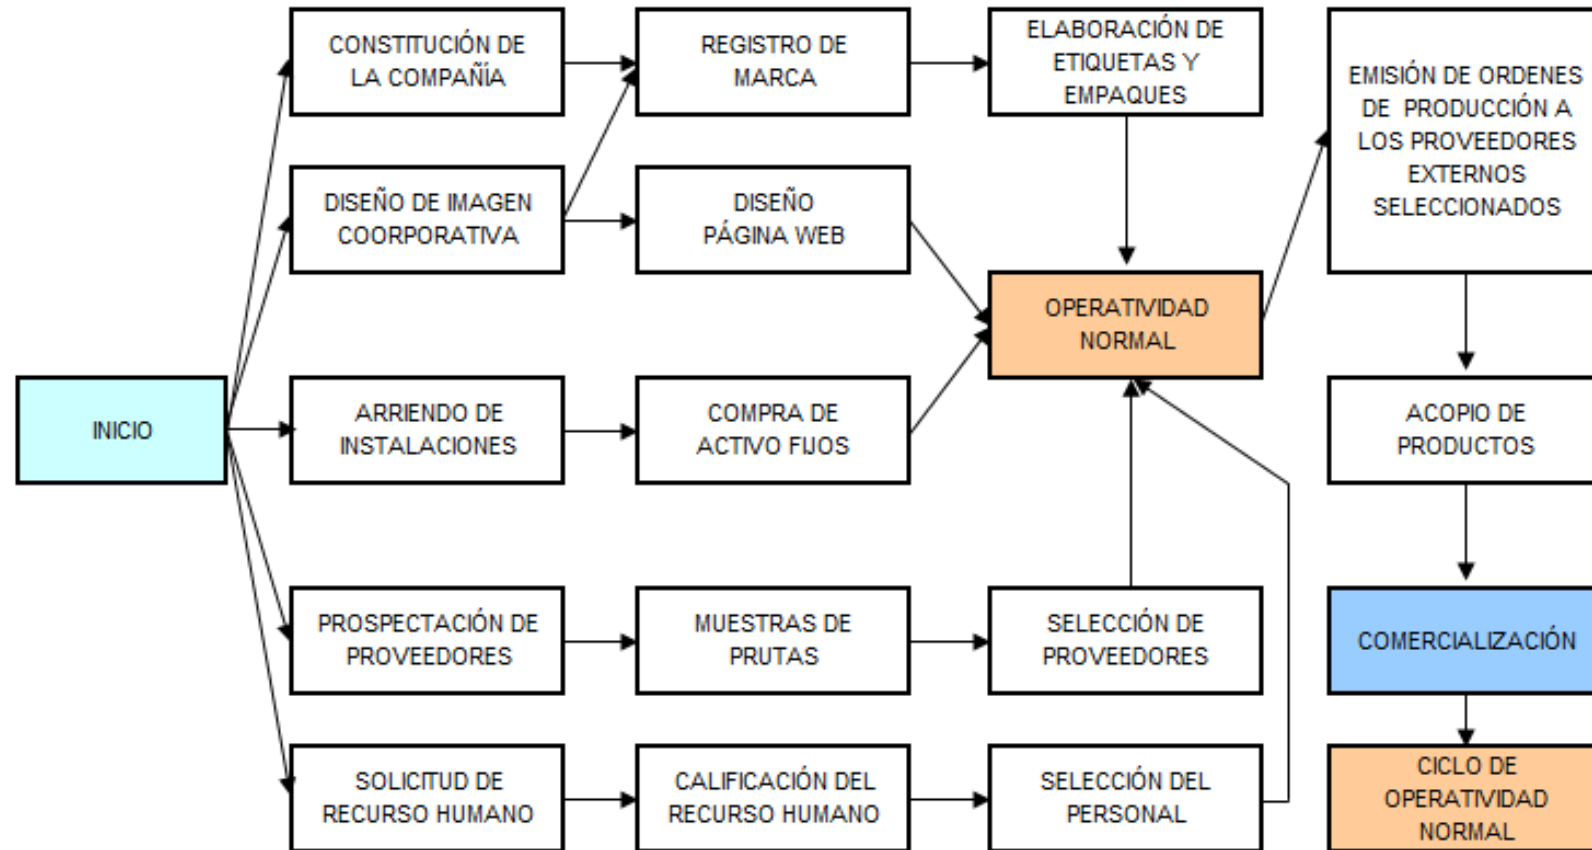 CONSTITUCIÓN DE
LA COMPAÑÍA
REGISTRO DE
MARCA
ELABORACIÓN DE
ETIQUETAS Y
EMPAQUES
EMISIÓN DE ORDENES
DE PRODUCCIÓN A
LOS PROVEEDORES
EXTERNOS
SELECCIONADOS
DISEÑO DE IMAGEN
COORPORATIVA
DISEÑO
PÁGINA WEB
OPERATIVIDAD
NORMAL
INICIO
ARRIENDO DE
INSTALACIONES
COMPRA DE
ACTIVO FIJOS
ACOPIO DE
PRODUCTOS
PROSPECTACIÓN DE
PROVEEDORES
MUESTRAS DE
PRUTAS
SELECCIÓN DE
PROVEEDORES
COMERCIALIZACIÓN
SOLICITUD DE
RECURSO HUMANO
CALIFICACIÓN DEL
RECURSO HUMANO
SELECCIÓN DEL
PERSONAL
CICLO DE
OPERATIVIDAD
NORMAL